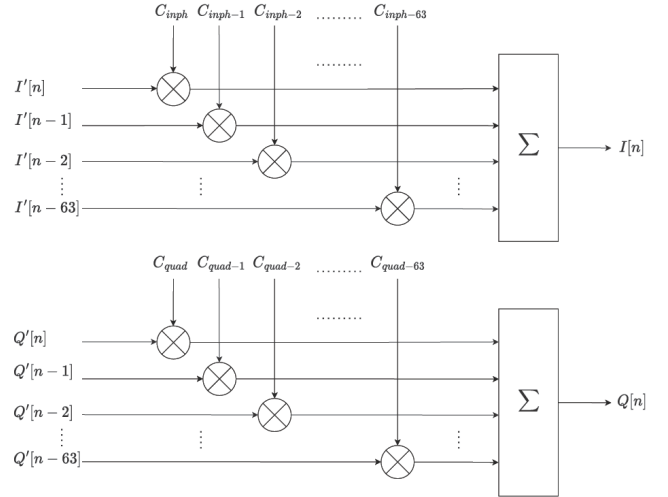 C_{inph} C_{inph-1} C_{inph-2} ......... C_{inph-63}
.........
I'[n]
I'[n-1]
I'[n-2]
Σ
I[n]
I'[n-63]
C_{quad} C_{quad-1} C_{quad-2} ......... C_{quad-63}
.........
Q'[n]
Q'[n-1]
Q'[n-2]
Σ
Q[n]
Q'[n-63]